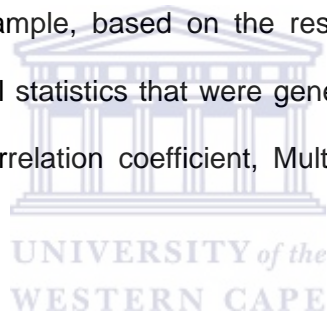 ample, based on the res
l statistics that were gene
rrelation coefficient, Mult
UNIVERSITY of the
WESTERN CAPE